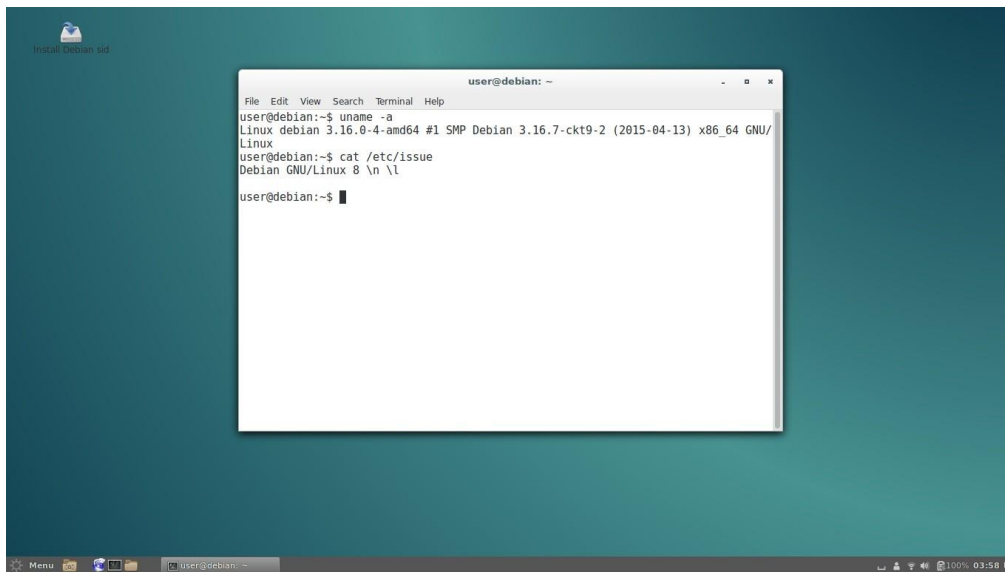 Install Debian sid
user@debian: ~
File Edit View Search Terminal Help
user@debian:~$ uname -a
Linux debian 3.16.0-4-amd64 #1 SMP Debian 3.16.7-ckt9-2 (2015-04-13) x86_64 GNU/
Linux
user@debian:~$ cat /etc/issue
Debian GNU/Linux 8 \n \l
user@debian:~$
Menu
user@debian: ~
100% 03:58